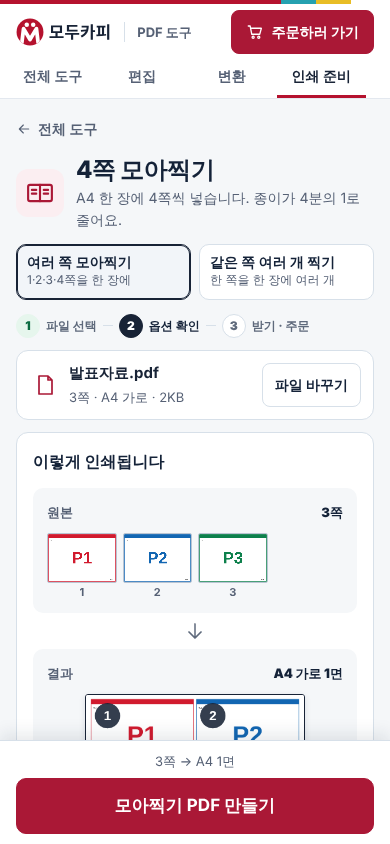 모두카피
PDF 도구
주문하러 가기
전체 도구
편집
변환
인쇄 준비
전체 도구
4쪽 모아찍기
A4 한 장에 4쪽씩 넣습니다. 종이가 4분의 1로
줄어요.
여러 쪽 모아찍기
1·2·3·4쪽을 한 장에
같은 쪽 여러 개 찍기
한 쪽을 한 장에 여러 개
1 파일 선택
2 옵션 확인
3 받기 · 주문
발표자료.pdf
3쪽 · A4 가로 · 2KB
파일 바꾸기
이렇게 인쇄됩니다
원본
3쪽
P1
P2
P3
1
2
3
결과
A4 가로 1면
1
2
P1
P2
3쪽 → A4 1면
모아찍기 PDF 만들기